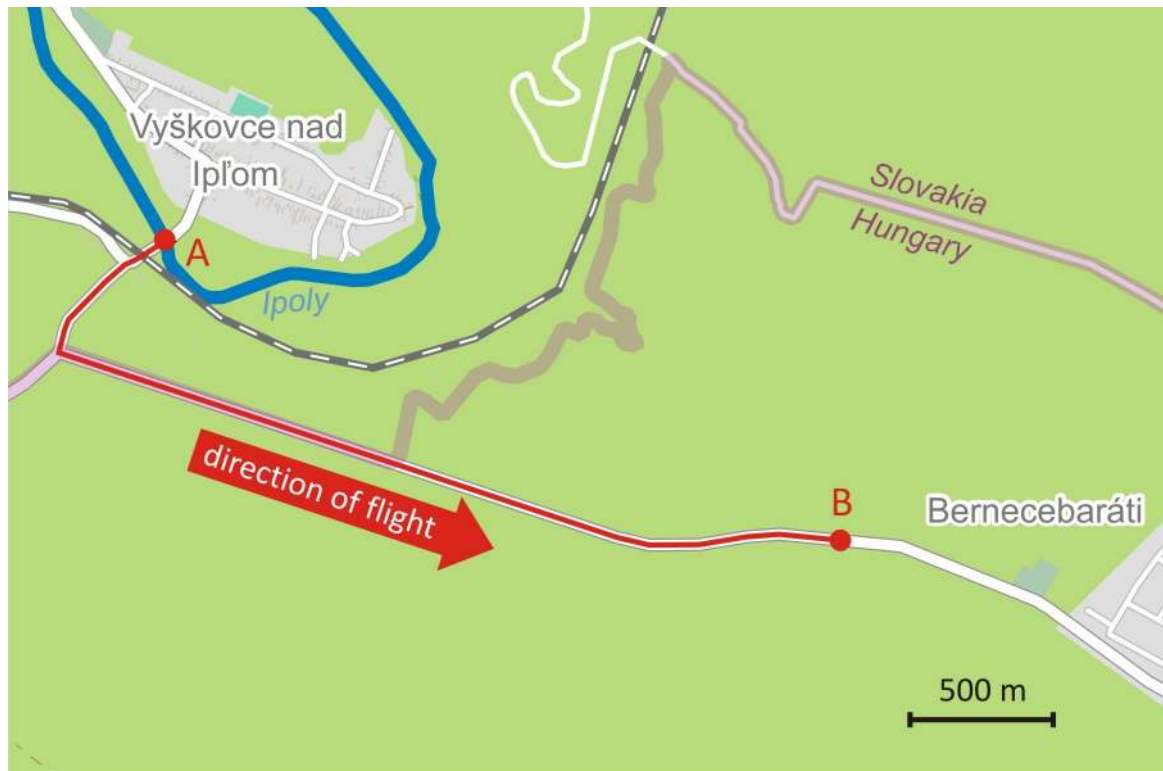 Vyškovce nad
Ipľom
A
Ipoly
Slovakia
Hungary
direction of flight
B
Bernecebaráti
500 m